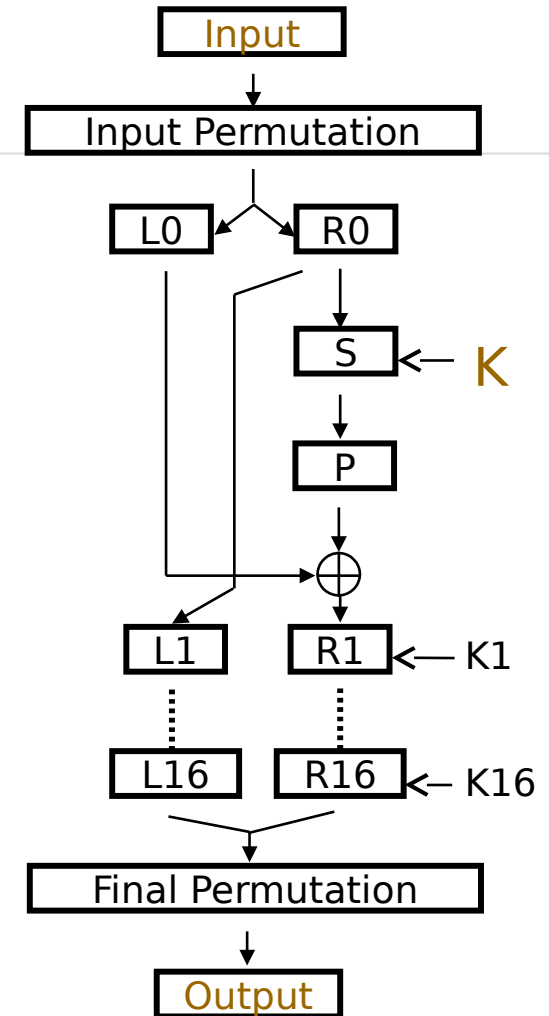 Input
Input Permutation
L0
R0
S
K
P
L1
R1
K1
L16
R16
K16
Final Permutation
Output